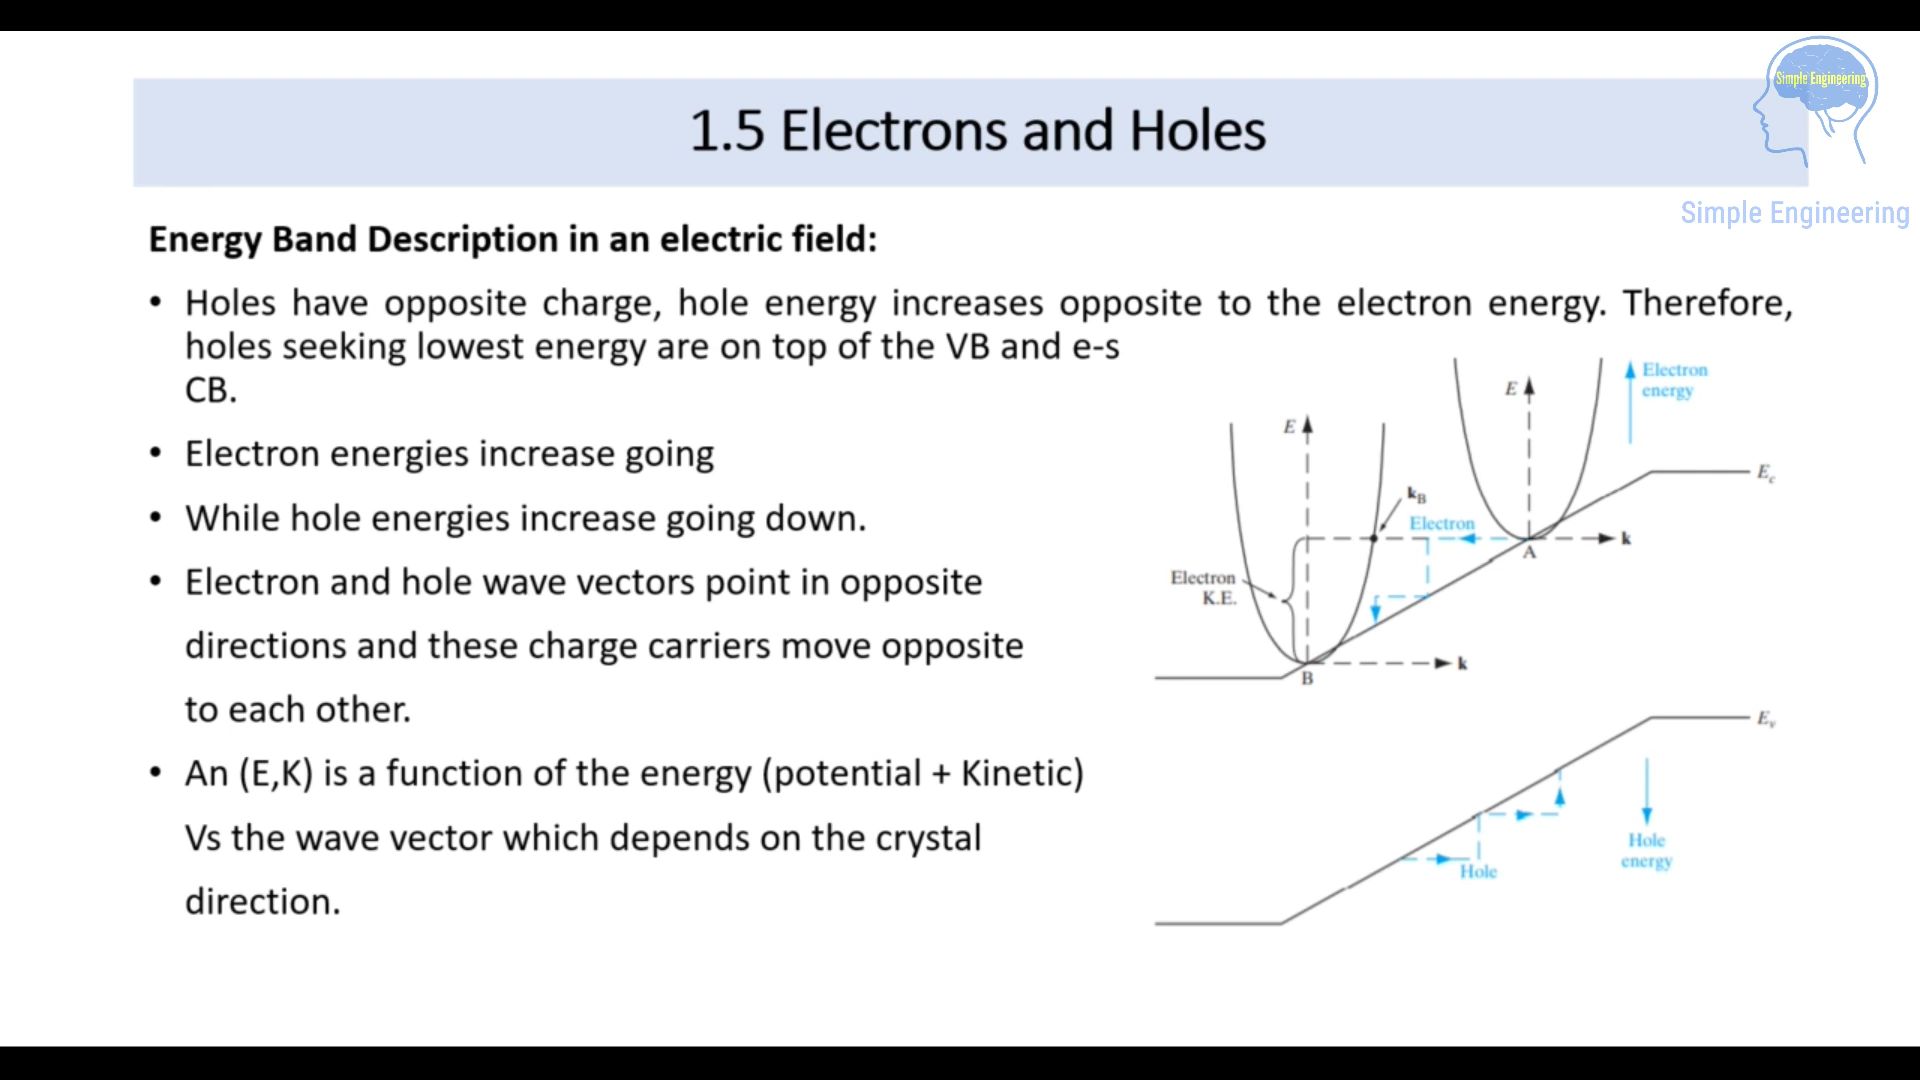 Simple Engineering
1.5 Electrons and Holes
Simple Engineering
Energy Band Description in an electric field:
• Holes have opposite charge, hole energy increases opposite to the electron energy. Therefore,
holes seeking lowest energy are on top of the VB and e-s
CB.
• Electron energies increase going
• While hole energies increase going down.
• Electron and hole wave vectors point in opposite
directions and these charge carriers move opposite
to each other.
• An (E,K) is a function of the energy (potential + Kinetic)
Vs the wave vector which depends on the crystal
direction.
Electron
energy
E
E
Ec
kB
Electron
k
A
Electron
K.E.
k
B
Ev
Hole
energy
Hole